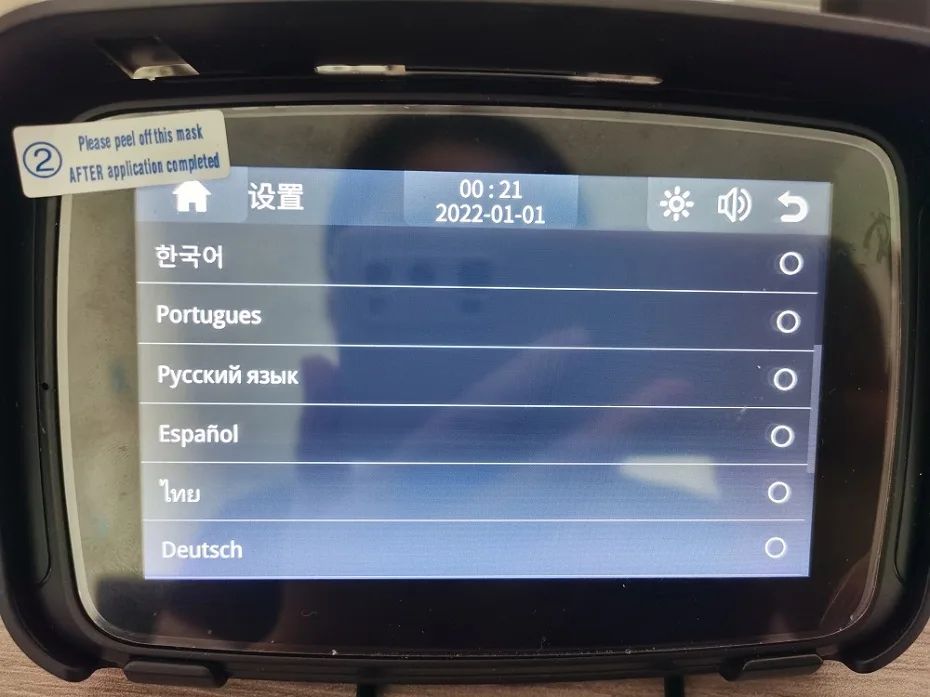 ② Please peel off this mask
AFTER application completed
设置
00:21
2022-01-01
한국어
Portugues
Русский язык
Español
ไทย
Deutsch